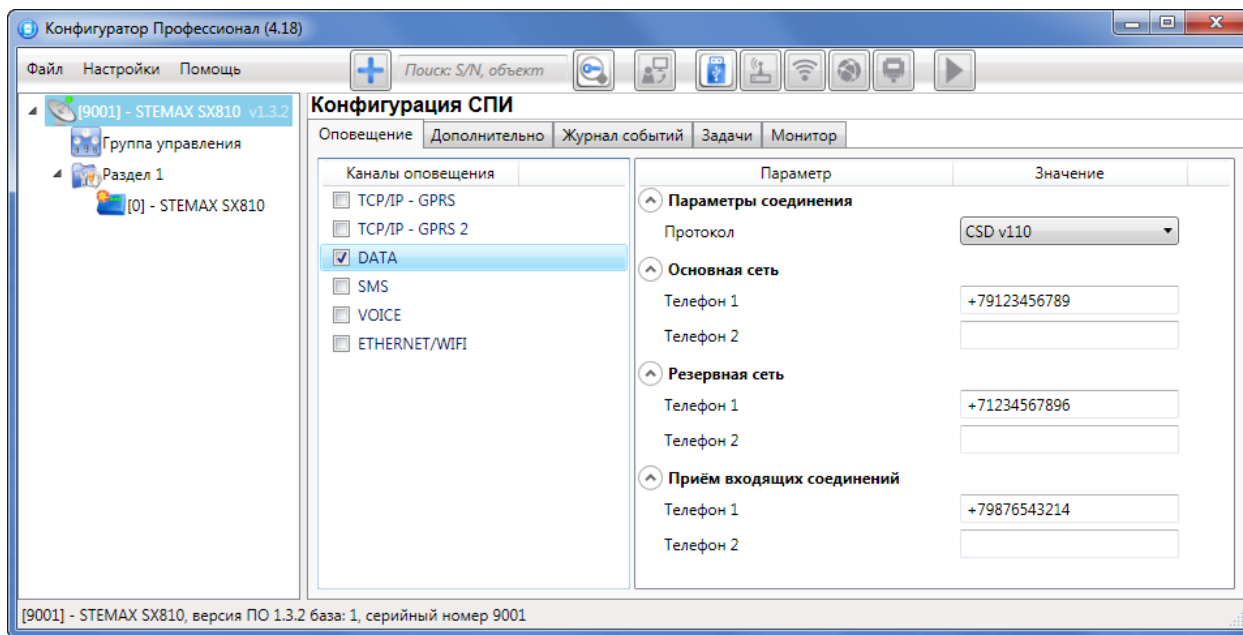 Конфигуратор Профессионал (4.18)
Файл Настройки Помощь Поиск: S/N, объект
[9001] - STEMAX SX810 v1.3.2
Группа управления
Раздел 1
[0] - STEMAX SX810
Конфигурация СПИ
Оповещение Дополнительно Журнал событий Задачи Монитор
Каналы оповещения
TCP/IP - GPRS
TCP/IP - GPRS 2
DATA
SMS
VOICE
ETHERNET/WIFI
Параметр Значение
Параметры соединения
Протокол CSD v110
Основная сеть
Телефон 1 +79123456789
Телефон 2
Резервная сеть
Телефон 1 +71234567896
Телефон 2
Приём входящих соединений
Телефон 1 +79876543214
Телефон 2
[9001] - STEMAX SX810, версия ПО 1.3.2 база: 1, серийный номер 9001